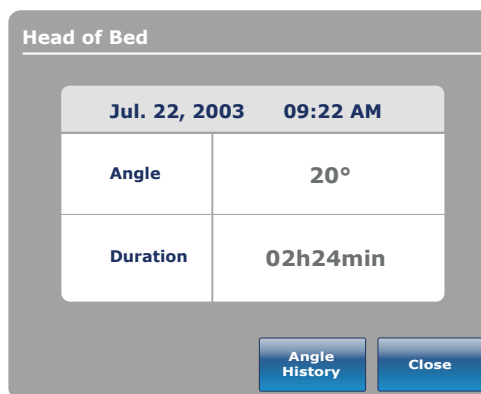 Head of Bed
Jul. 22, 2003 09:22 AM
Angle 20°
Duration 02h24min
Angle
History
Close